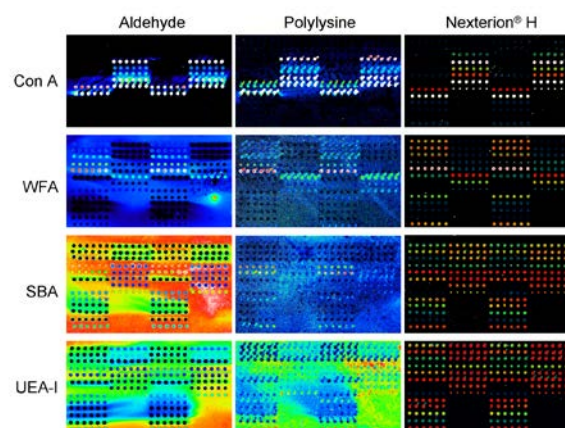 Aldehyde Polylysine Nexterion® H
Con A
WFA
SBA
UEA-I